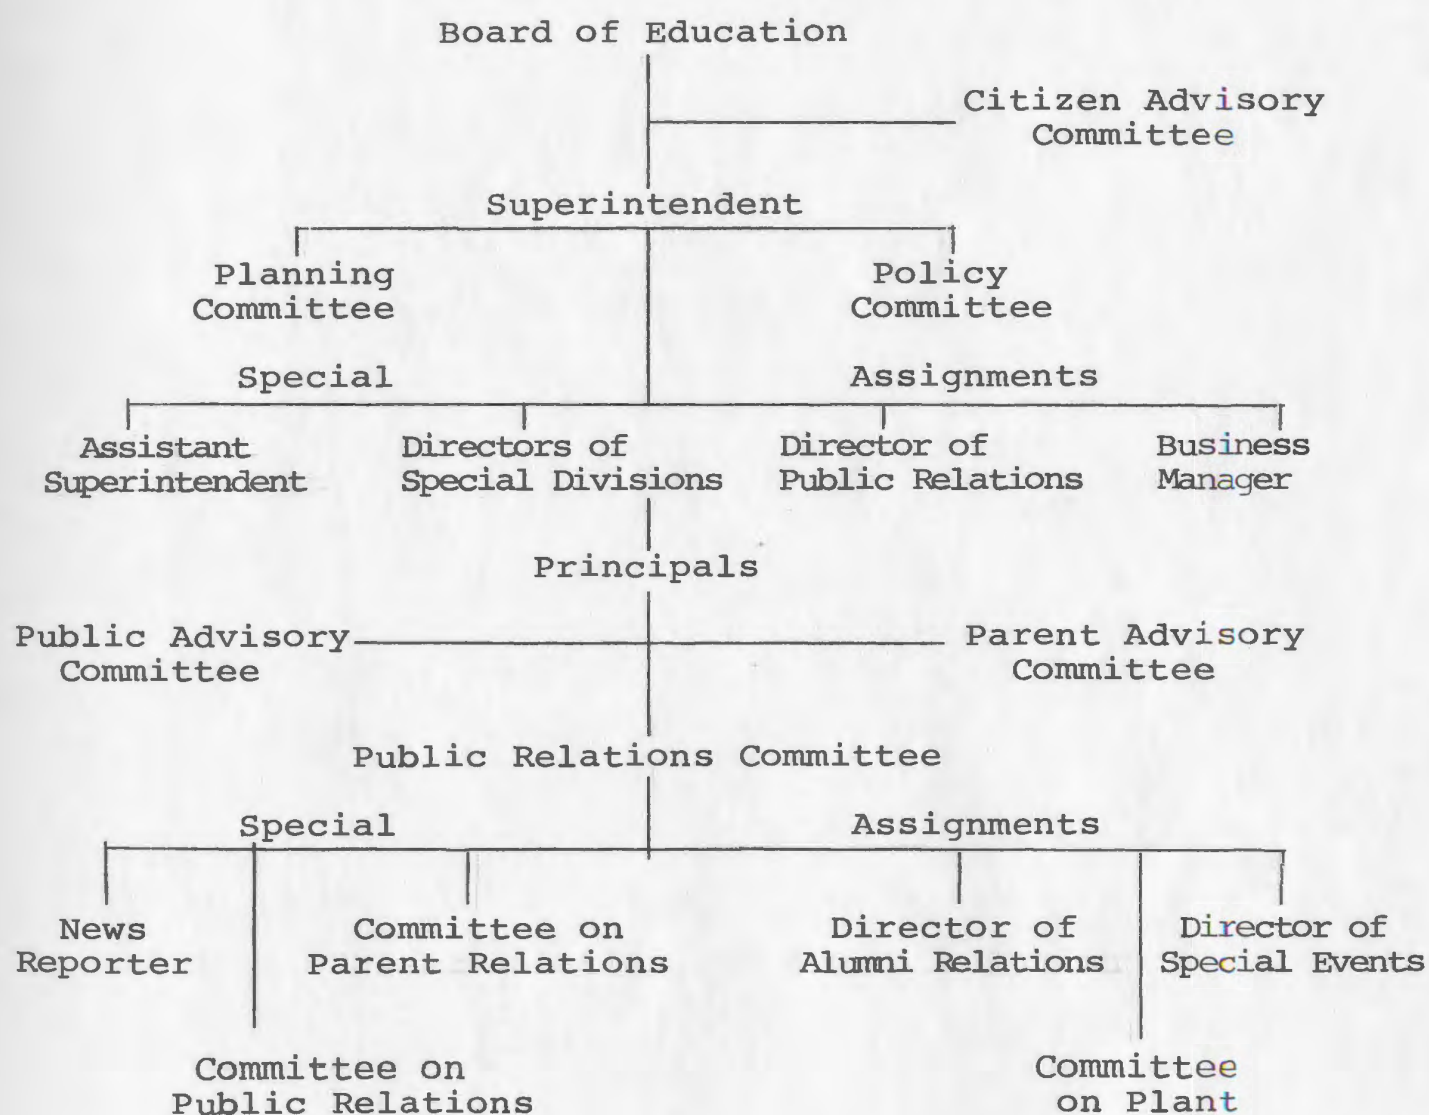 Board of Education
Citizen Advisory
Committee
Superintendent
Planning
Committee
Policy
Committee
Special Assignments
Assistant
Superintendent
Directors of
Special Divisions
Director of
Public Relations
Business
Manager
Principals
Public Advisory
Committee
Parent Advisory
Committee
Public Relations Committee
Special Assignments
News
Reporter
Committee on
Parent Relations
Director of
Alumni Relations
Director of
Special Events
Committee on
Public Relations
Committee
on Plant